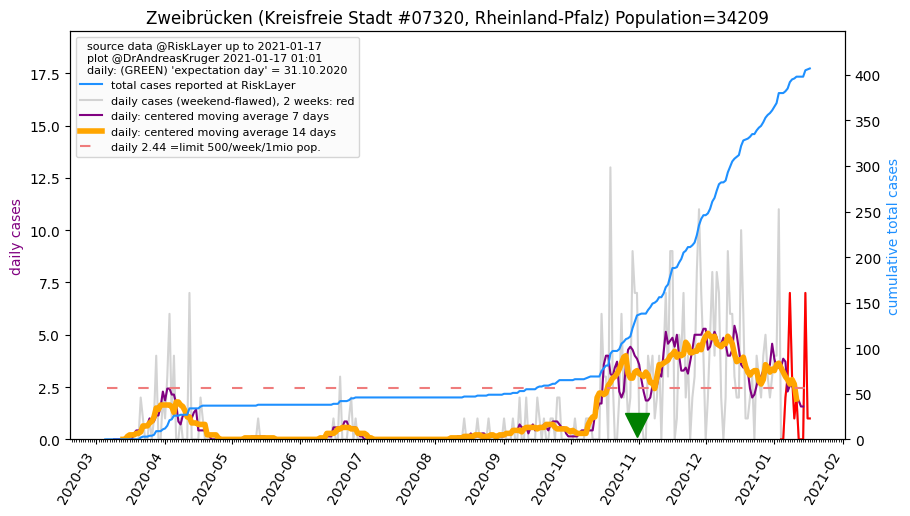 Zweibrücken (Kreisfreie Stadt #07320, Rheinland-Pfalz) Population=34209
source data @RiskLayer up to 2021-01-17
plot @DrAndreasKruger 2021-01-17 01:01
daily: (GREEN) 'expectation day' = 31.10.2020
total cases reported at RiskLayer
daily cases (weekend-flawed), 2 weeks: red
daily: centered moving average 7 days
daily: centered moving average 14 days
daily 2.44 =limit 500/week/1mio pop.
daily cases
17.5
15.0
12.5
10.0
7.5
5.0
2.5
0.0
cumulative total cases
400
350
300
250
200
150
100
50
0
2020-03
2020-04
2020-05
2020-06
2020-07
2020-08
2020-09
2020-10
2020-11
2020-12
2021-01
2021-02